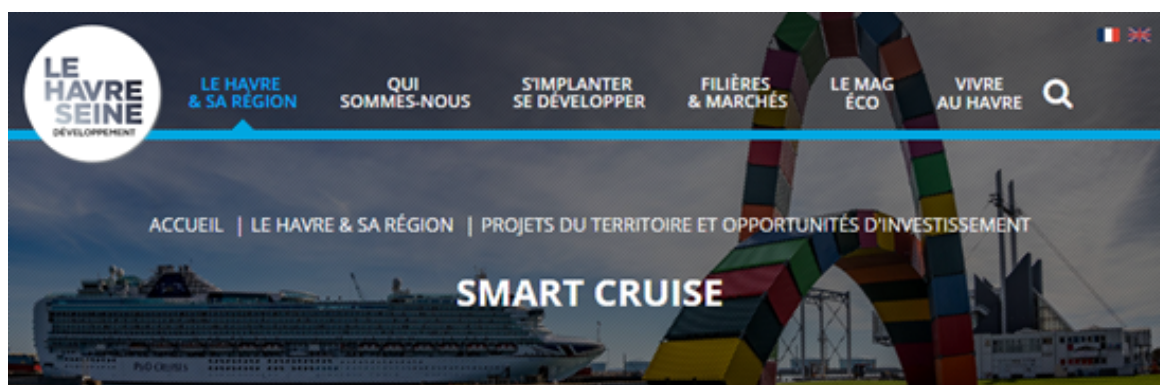 LE
HAVRE
SEINE
DÉVELOPPEMENT
LE HAVRE
& SA RÉGION
QUI
SOMMES-NOUS
S'IMPLANTER
SE DÉVELOPPER
FILIÈRES
& MARCHÉS
LE MAG
ÉCO
VIVRE
AU HAVRE
ACCUEIL | LE HAVRE & SA RÉGION | PROJETS DU TERRITOIRE ET OPPORTUNITÉS D'INVESTISSEMENT
SMART CRUISE
P&O CRUISES